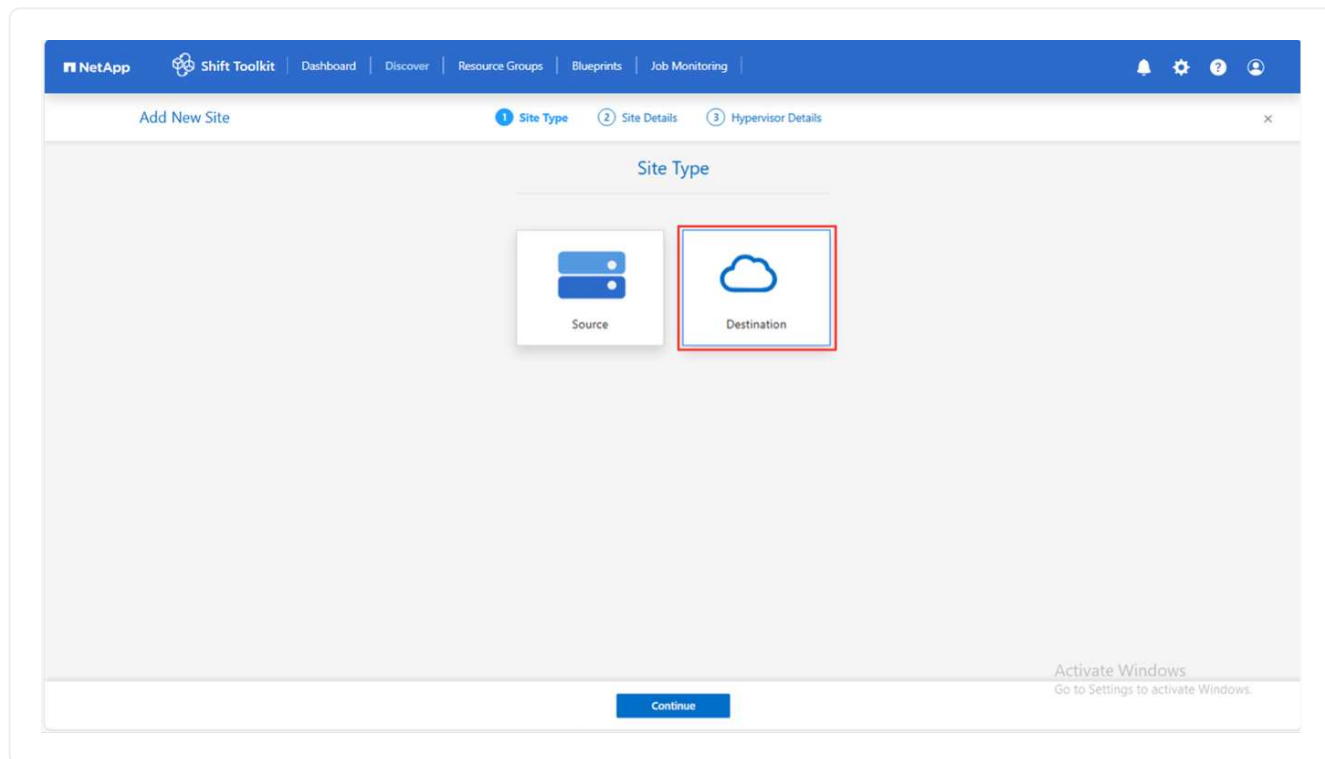 NetApp Shift Toolkit Dashboard Discover Resource Groups Blueprints Job Monitoring ?
Add New Site 1 Site Type 2 Site Details 3 Hypervisor Details ×
Site Type
Source Destination
Activate Windows
Go to Settings to activate Windows.
Continue